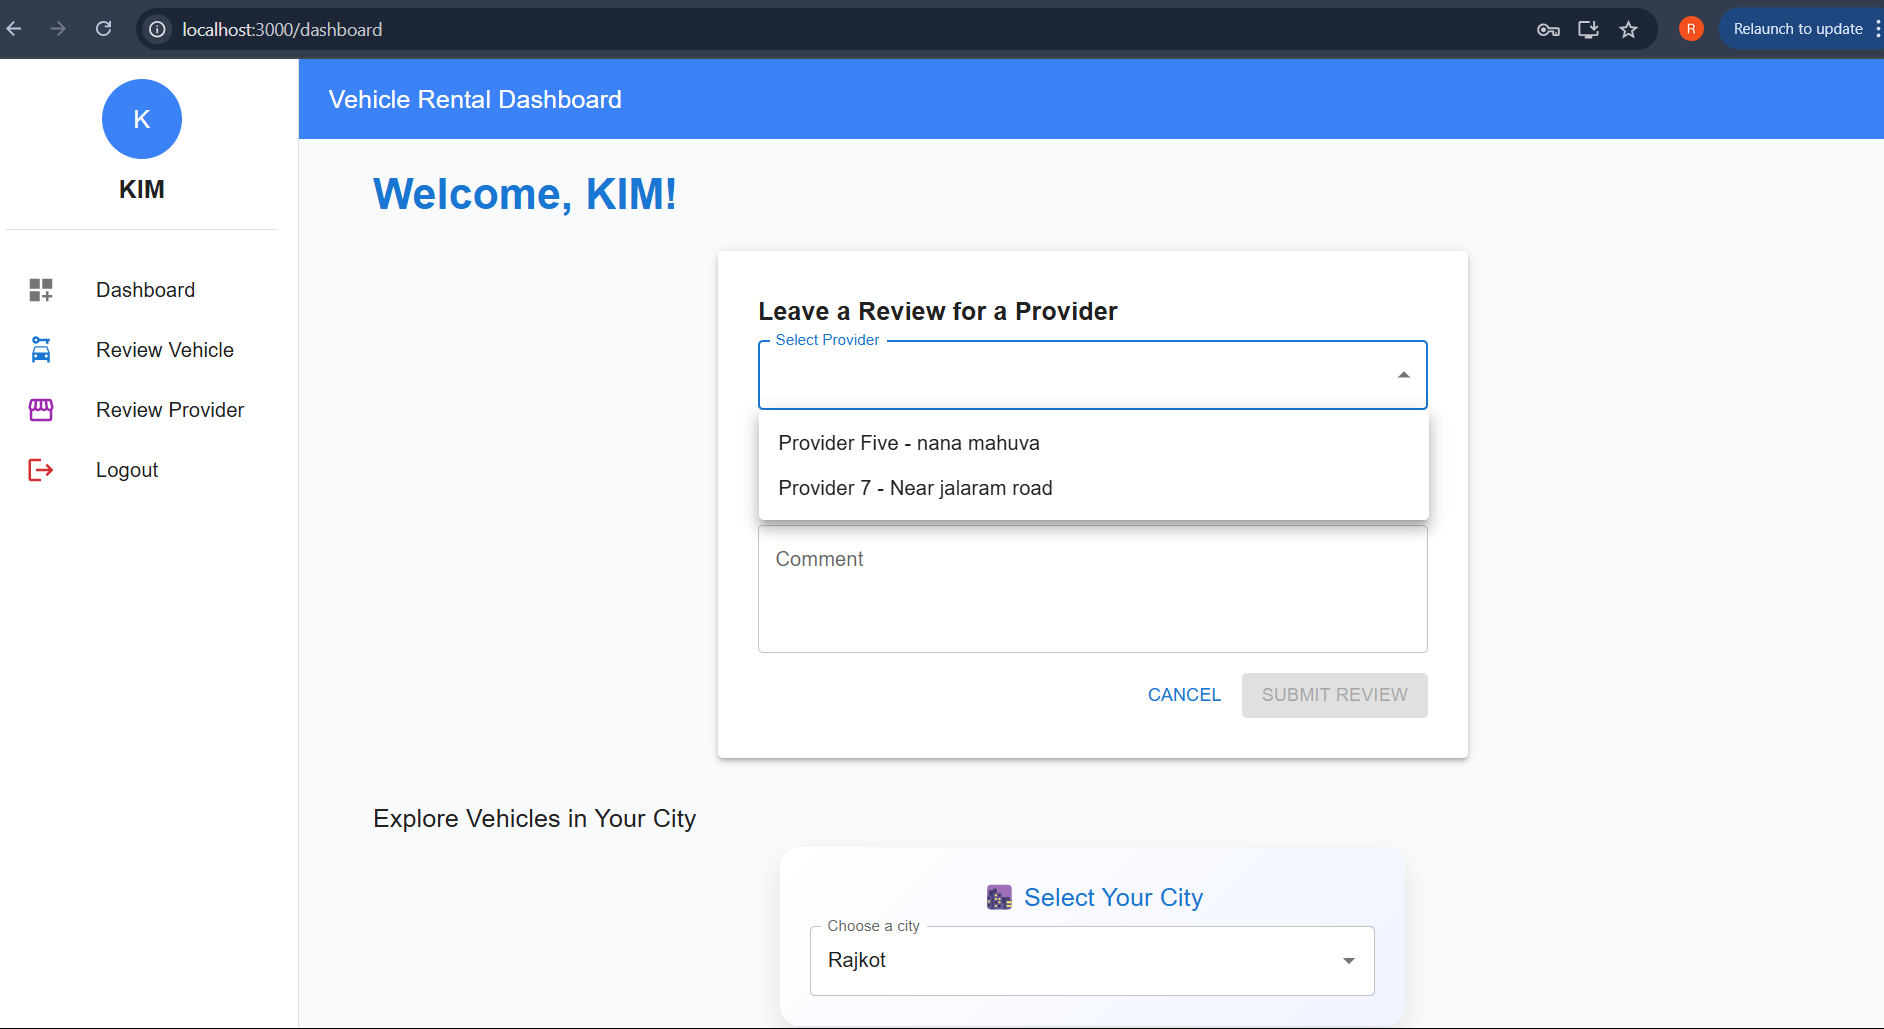 localhost:3000/dashboard
R
Relaunch to update
K
KIM
Dashboard
Review Vehicle
Review Provider
Logout
Vehicle Rental Dashboard
Welcome, KIM!
Leave a Review for a Provider
Select Provider
Provider Five - nana mahuva
Provider 7 - Near jalaram road
Comment
CANCEL
SUBMIT REVIEW
Explore Vehicles in Your City
Select Your City
Choose a city
Rajkot